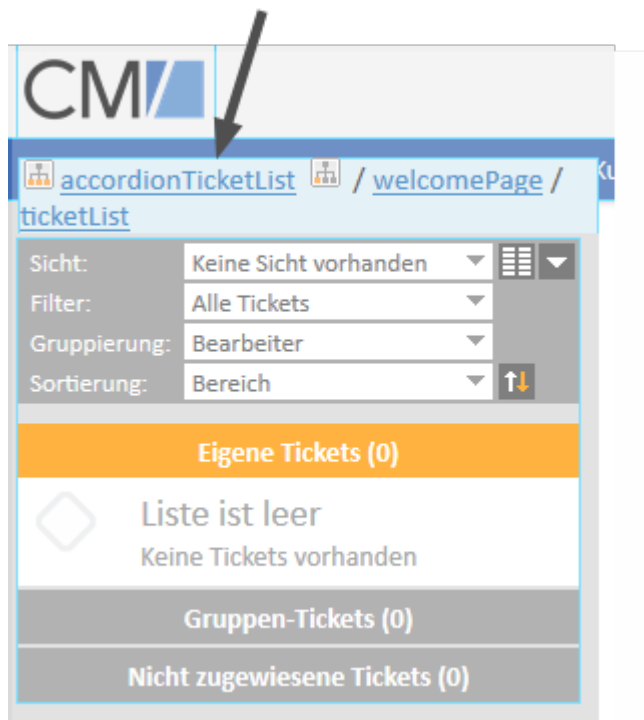 CM/
accordionTicketList / welcomePage /
ticketList
Sicht: Keine Sicht vorhanden
Filter: Alle Tickets
Gruppierung: Bearbeiter
Sortierung: Bereich
Eigene Tickets (0)
Liste ist leer
Keine Tickets vorhanden
Gruppen-Tickets (0)
Nicht zugewiesene Tickets (0)